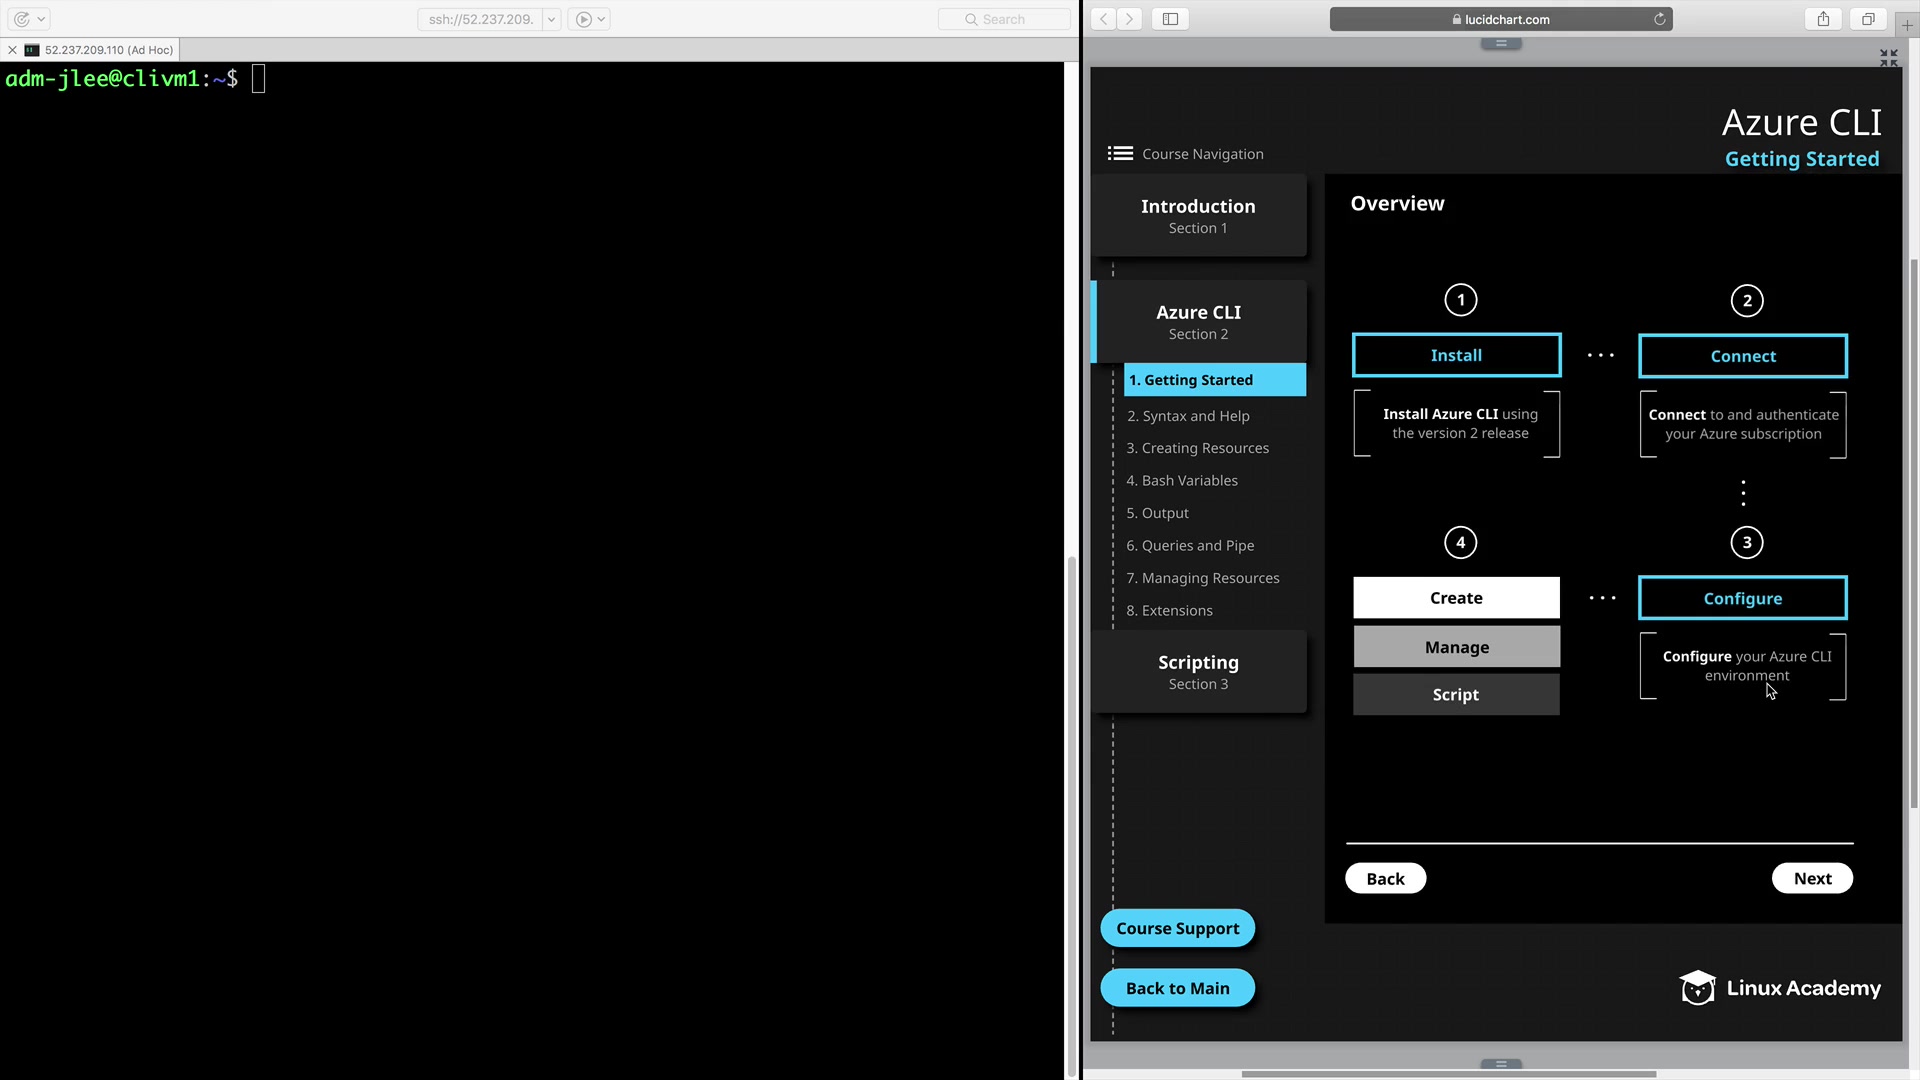 ssh://52.237.209.
Search
52.237.209.110 (Ad Hoc)
adm-jlee@clivm1:~$
lucidchart.com
Azure CLI
Getting Started
Course Navigation
Introduction
Section 1
Azure CLI
Section 2
1. Getting Started
2. Syntax and Help
3. Creating Resources
4. Bash Variables
5. Output
6. Queries and Pipe
7. Managing Resources
8. Extensions
Scripting
Section 3
Course Support
Back to Main
Overview
1
Install
Install Azure CLI using
the version 2 release
2
Connect
Connect to and authenticate
your Azure subscription
3
Configure
Configure your Azure CLI
environment
4
Create
Manage
Script
Back
Next
Linux Academy